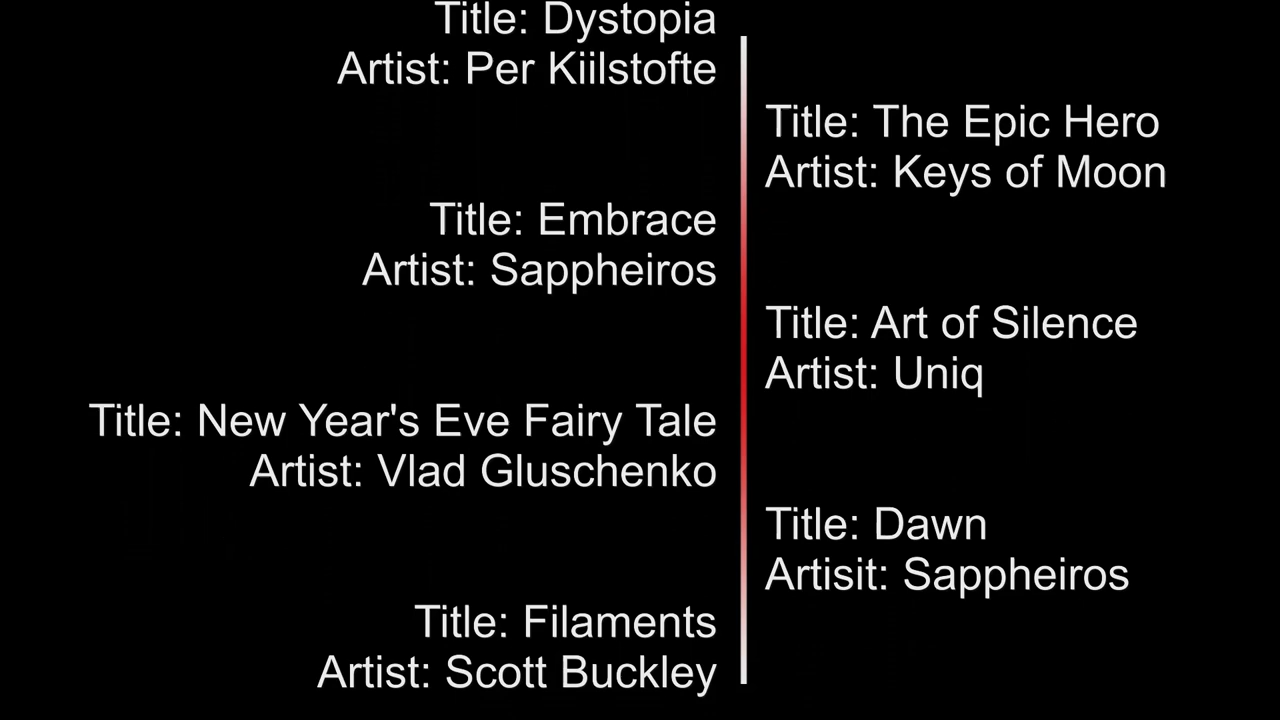 Title: Dystopia
Artist: Per Kiilstofte
Title: The Epic Hero
Artist: Keys of Moon
Title: Embrace
Artist: Sappheiros
Title: Art of Silence
Artist: Uniq
Title: New Year's Eve Fairy Tale
Artist: Vlad Gluschenko
Title: Dawn
Artisit: Sappheiros
Title: Filaments
Artist: Scott Buckley